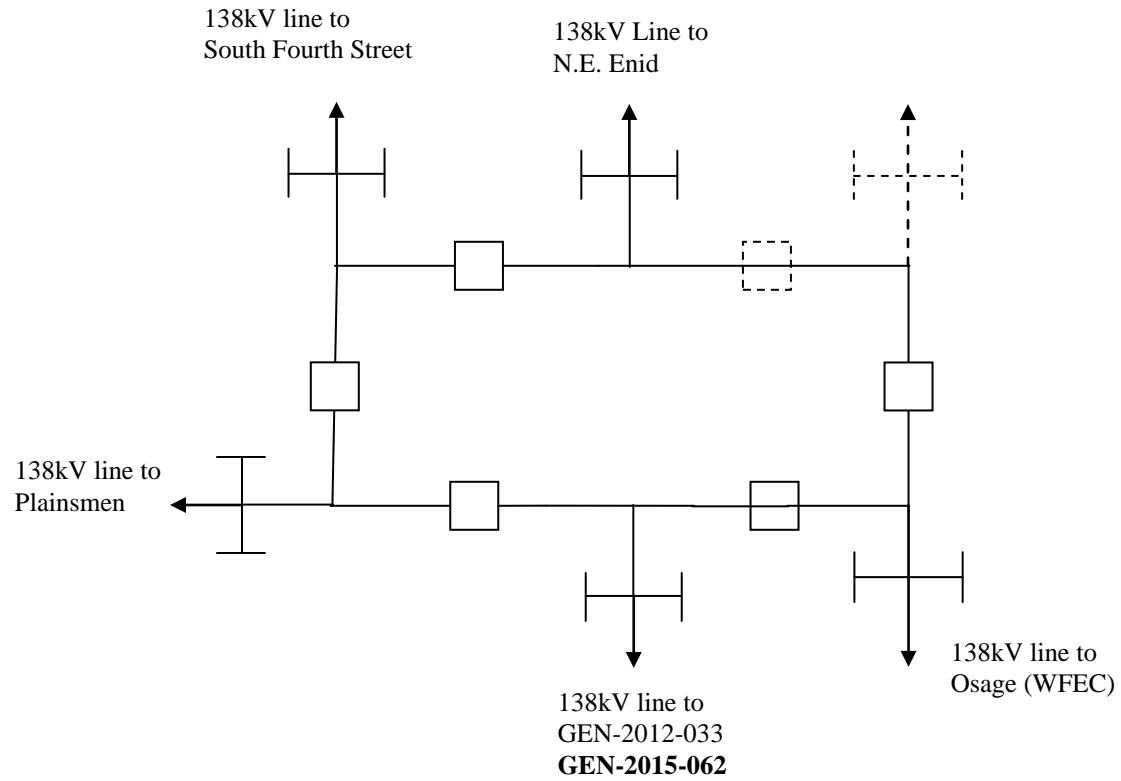 138kV line to
South Fourth Street
138kV Line to
N.E. Enid
138kV line to
Plainsmen
138kV line to
Osage (WFEC)
138kV line to
GEN-2012-033
GEN-2015-062